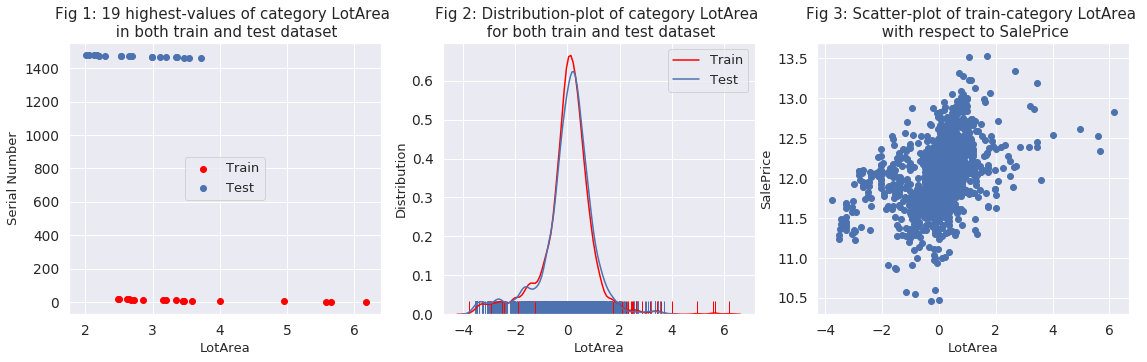 Fig 1: 19 highest-values of category LotArea
in both train and test dataset
1400
1200
1000
800
600
400
200
0
Serial Number
Train
Test
2 3 4 5 6
LotArea
Fig 2: Distribution-plot of category LotArea
for both train and test dataset
Train
Test
0.6
0.5
0.4
0.3
0.2
0.1
0.0
Distribution
−4 −2 0 2 4 6
LotArea
Fig 3: Scatter-plot of train-category LotArea
with respect to SalePrice
13.5
13.0
12.5
12.0
11.5
11.0
10.5
SalePrice
−4 −2 0 2 4 6
LotArea